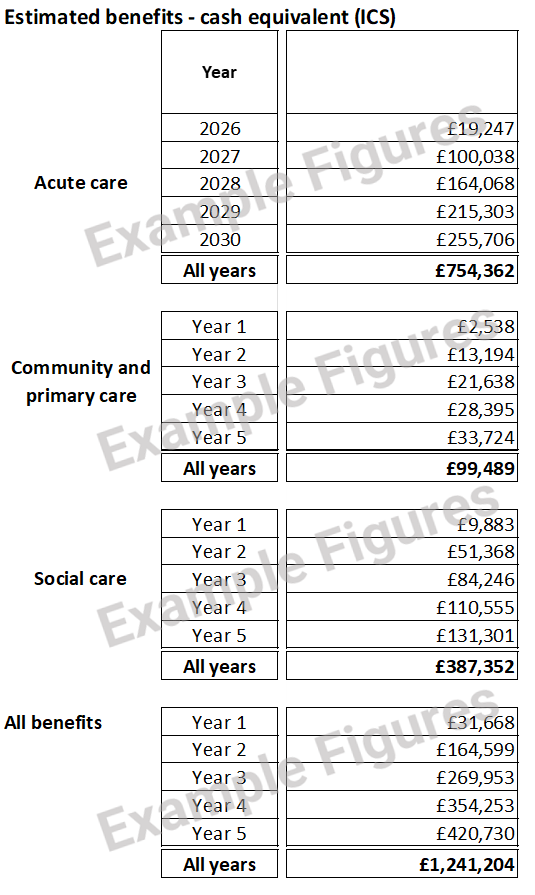 Estimated benefits - cash equivalent (ICS)
Year
Acute care
2026 £19,247
2027 £100,038
2028 £164,068
2029 £215,303
2030 £255,706
All years £754,362
Example Figures
Community and
primary care
Year 1 £2,538
Year 2 £13,194
Year 3 £21,638
Year 4 £28,395
Year 5 £33,724
All years £99,489
Example Figures
Social care
Year 1 £9,883
Year 2 £51,368
Year 3 £84,246
Year 4 £110,555
Year 5 £131,301
All years £387,352
Example Figures
All benefits
Year 1 £31,668
Year 2 £164,599
Year 3 £269,953
Year 4 £354,253
Year 5 £420,730
All years £1,241,204
Example Figures